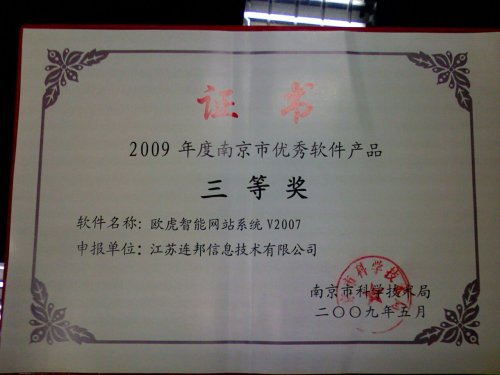 证书
2009 年度南京市优秀软件产品
三等奖
软件名称：欧虎智能网站系统 V2007
申报单位：江苏连邦信息技术有限公司
南京市科学技术局
二〇〇九年五月